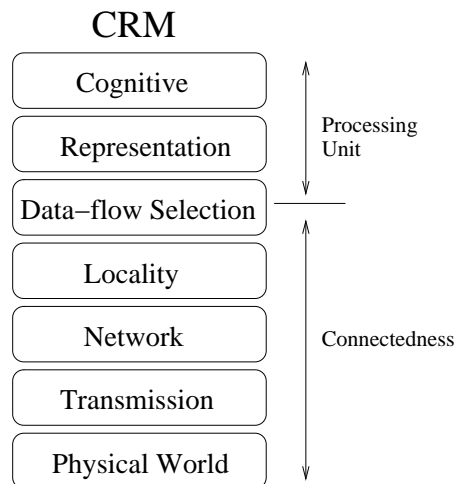 CRM
Cognitive
Representation
Data−flow Selection
Locality
Network
Transmission
Physical World
Processing
Unit
Connectedness